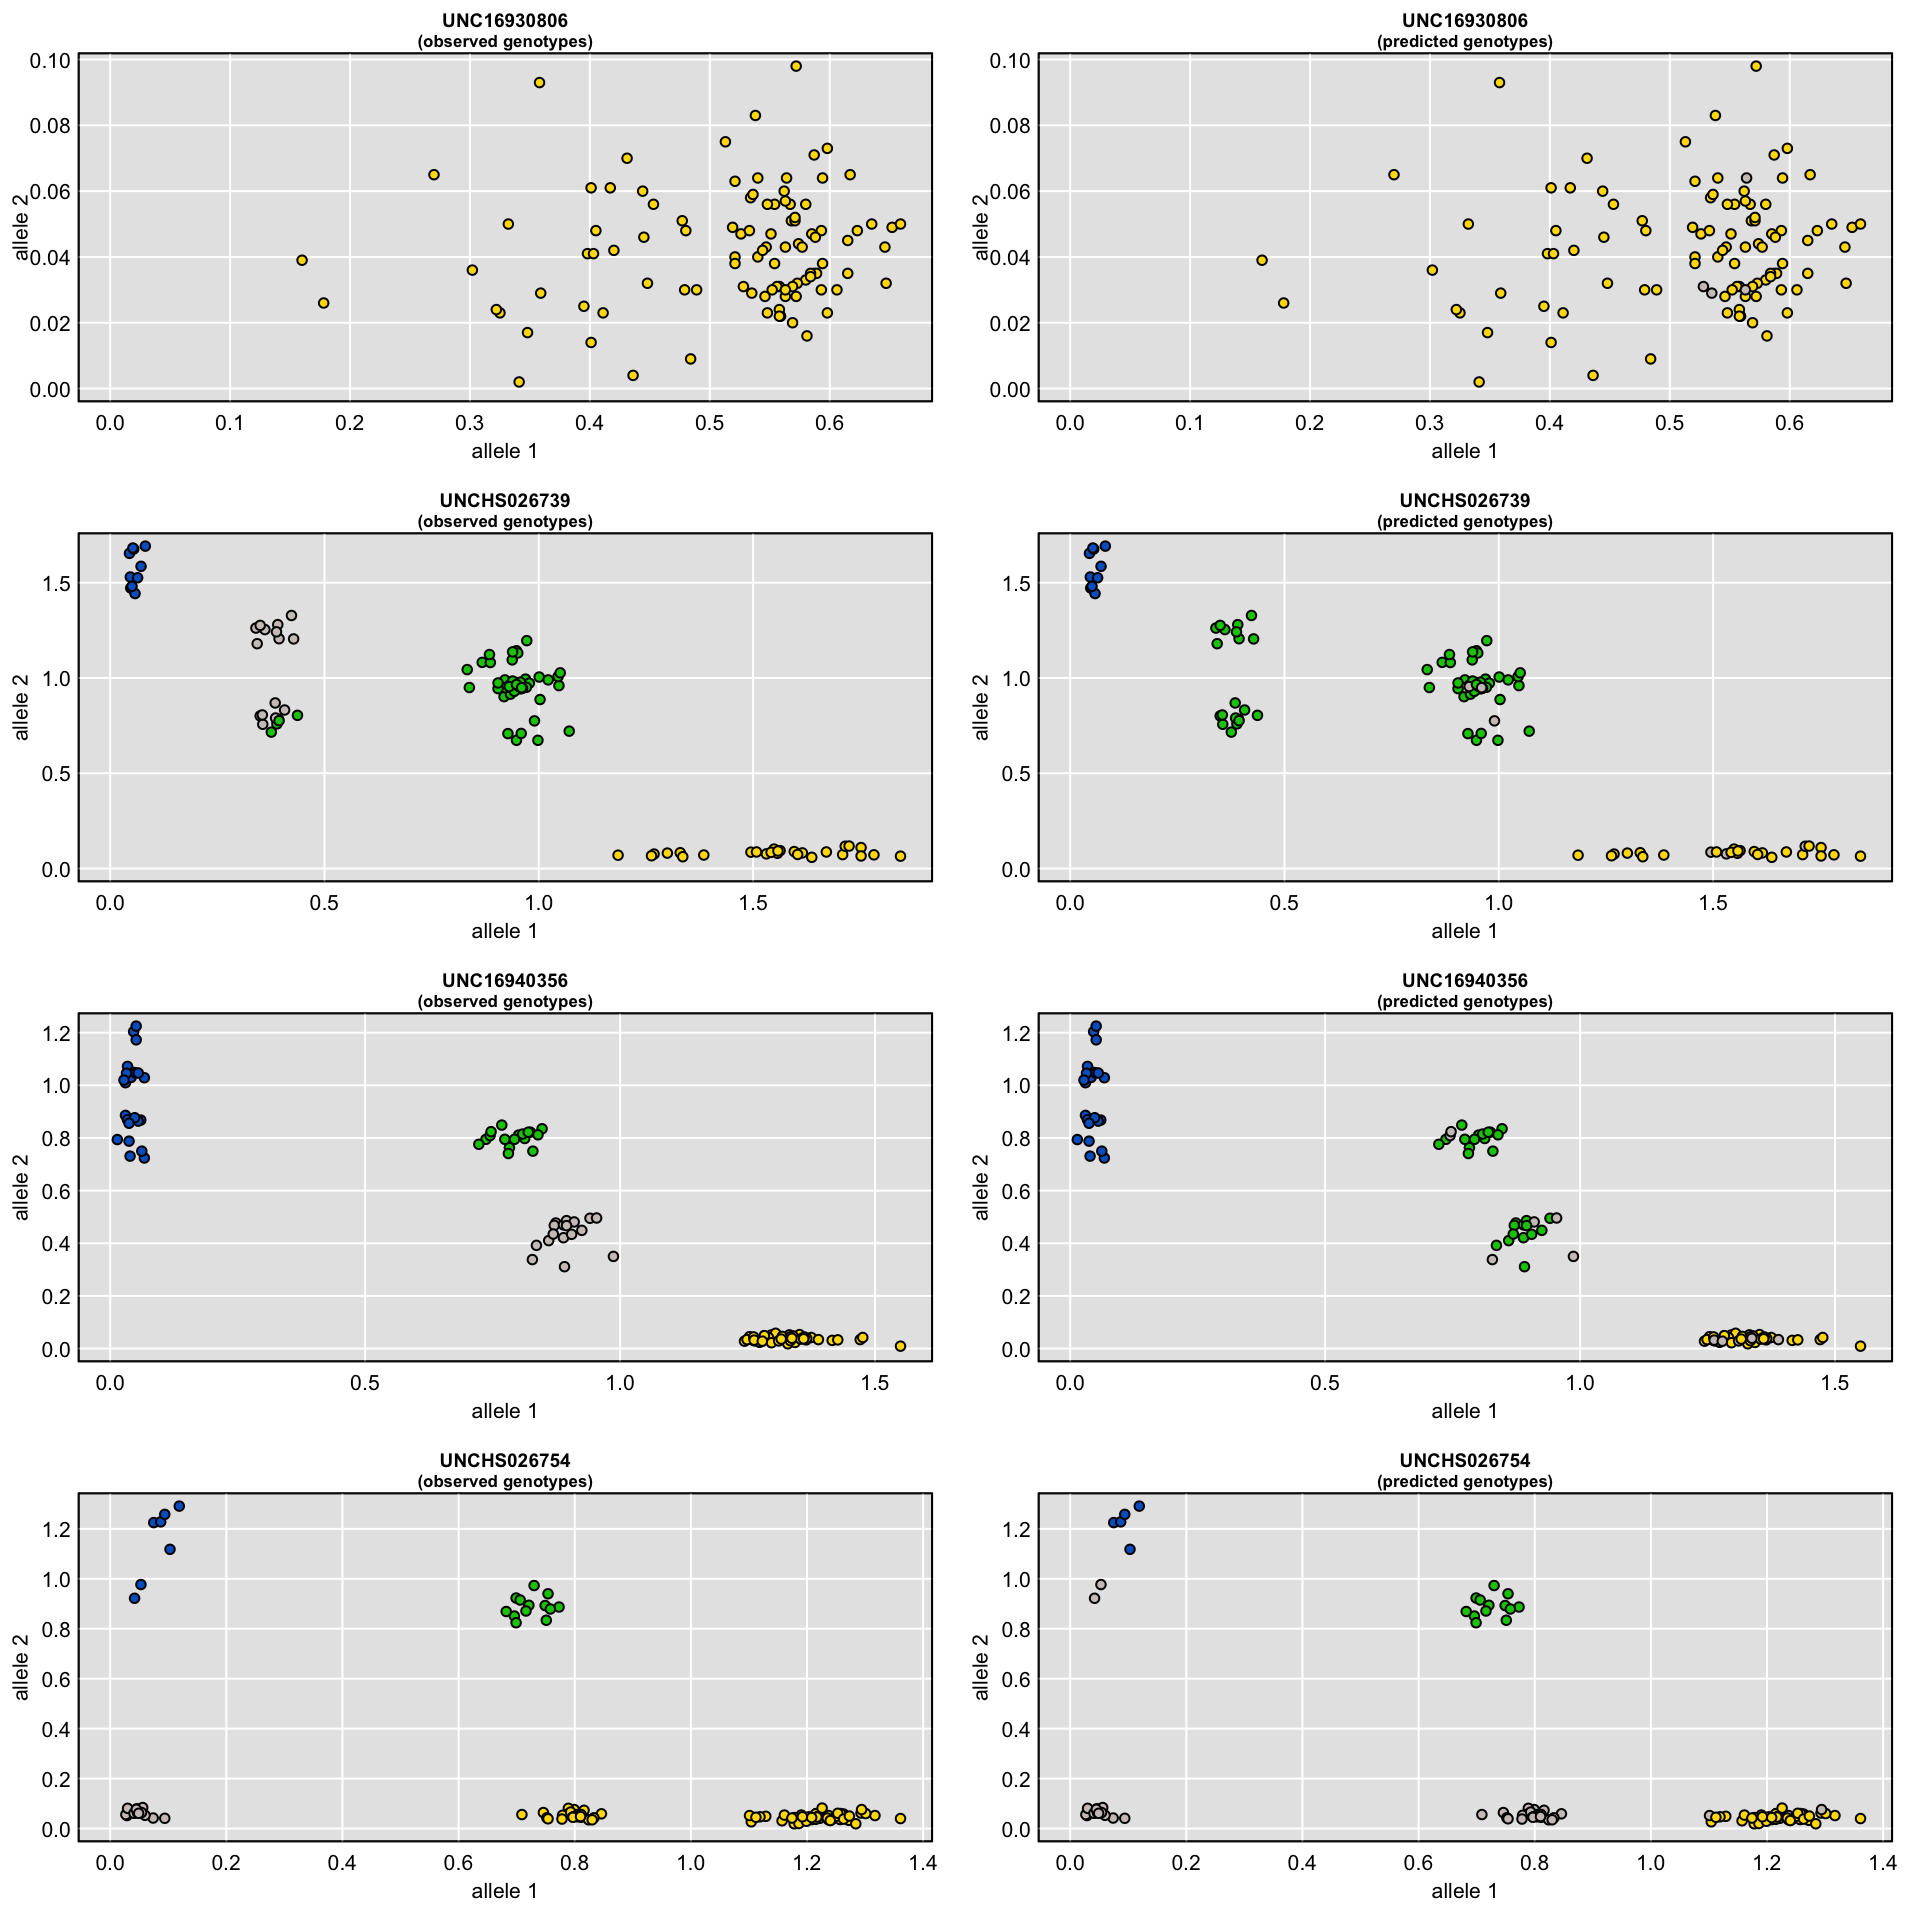 UNC16930806
(observed genotypes)
0.10
0.08
0.06
0.04
0.02
0.00
allele 2
0.0 0.1 0.2 0.3 0.4 0.5 0.6
allele 1
UNC16930806
(predicted genotypes)
0.10
0.08
0.06
0.04
0.02
0.00
allele 2
0.0 0.1 0.2 0.3 0.4 0.5 0.6
allele 1
UNCHS026739
(observed genotypes)
1.5
1.0
0.5
0.0
allele 2
0.0 0.5 1.0 1.5
allele 1
UNCHS026739
(predicted genotypes)
1.5
1.0
0.5
0.0
allele 2
0.0 0.5 1.0 1.5
allele 1
UNC16940356
(observed genotypes)
1.2
1.0
0.8
0.6
0.4
0.2
0.0
allele 2
0.0 0.5 1.0 1.5
allele 1
UNC16940356
(predicted genotypes)
1.2
1.0
0.8
0.6
0.4
0.2
0.0
allele 2
0.0 0.5 1.0 1.5
allele 1
UNCHS026754
(observed genotypes)
1.2
1.0
0.8
0.6
0.4
0.2
0.0
allele 2
0.0 0.2 0.4 0.6 0.8 1.0 1.2 1.4
allele 1
UNCHS026754
(predicted genotypes)
1.2
1.0
0.8
0.6
0.4
0.2
0.0
allele 2
0.0 0.2 0.4 0.6 0.8 1.0 1.2 1.4
allele 1